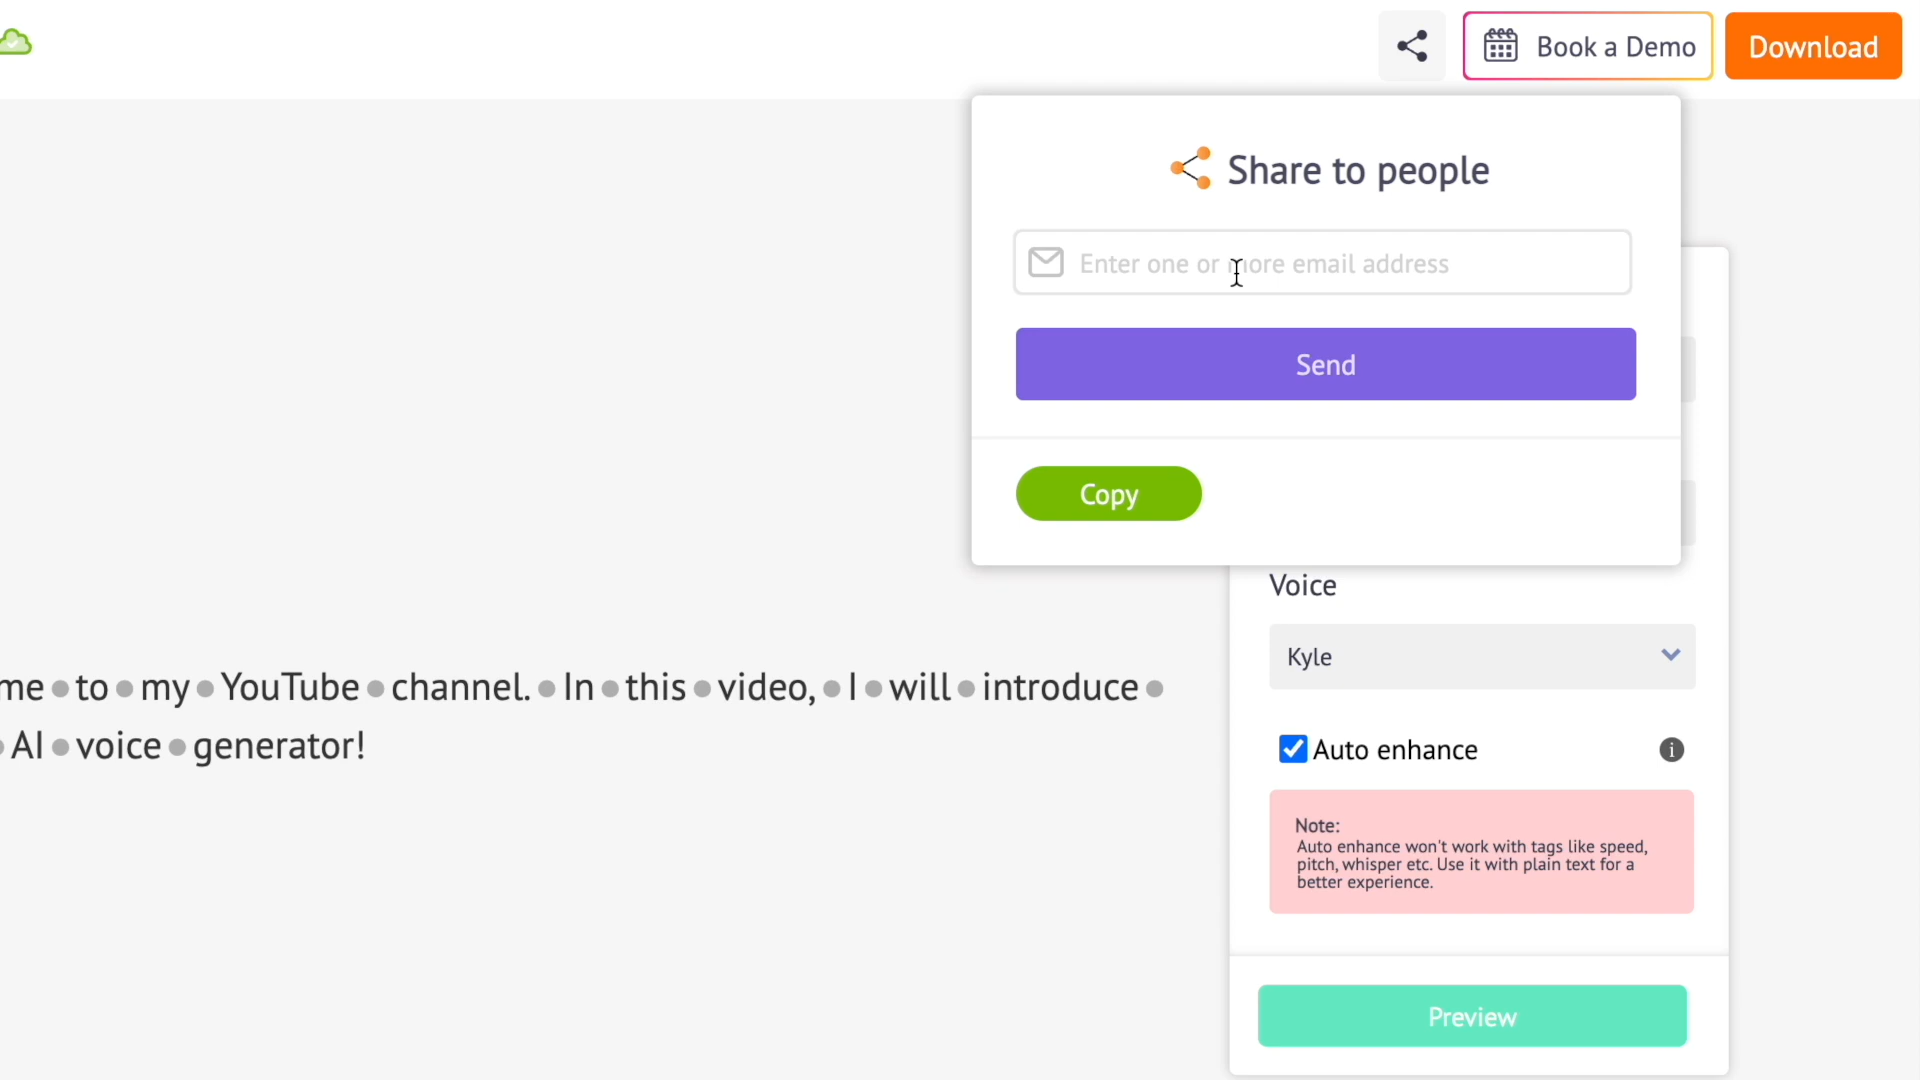 Book a Demo
Download
Share to people
Enter one or more email address
Send
Copy
Voice
Kyle
me to my YouTube channel. In this video, I will introduce
AI voice generator!
Auto enhance
Note:
Auto enhance won't work with tags like speed,
pitch, whisper etc. Use it with plain text for a
better experience.
Preview